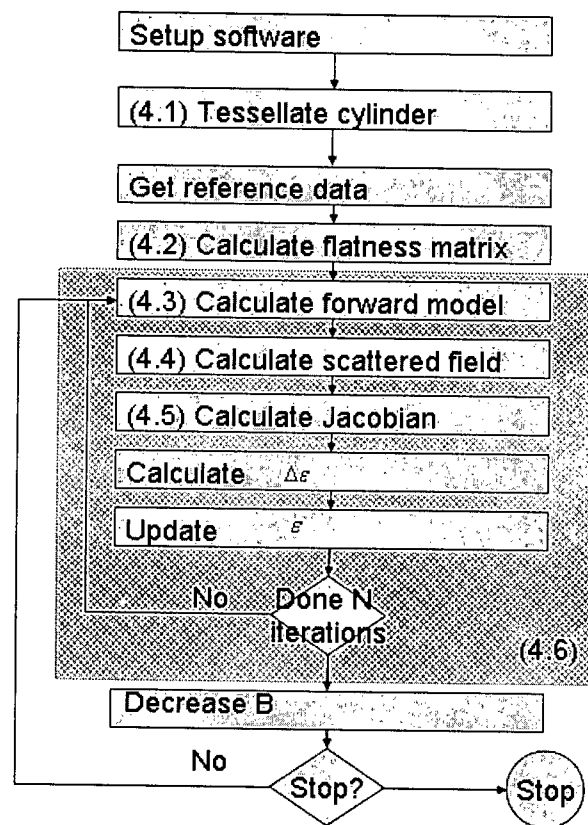 Setup software
(4.1) Tessellate cylinder
Get reference data
(4.2) Calculate flatness matrix
(4.3) Calculate forward model
(4.4) Calculate scattered field
(4.5) Calculate Jacobian
Calculate Δε
Update ε
No
Done N
iterations
(4.6)
Decrease B
No
Stop?
Stop